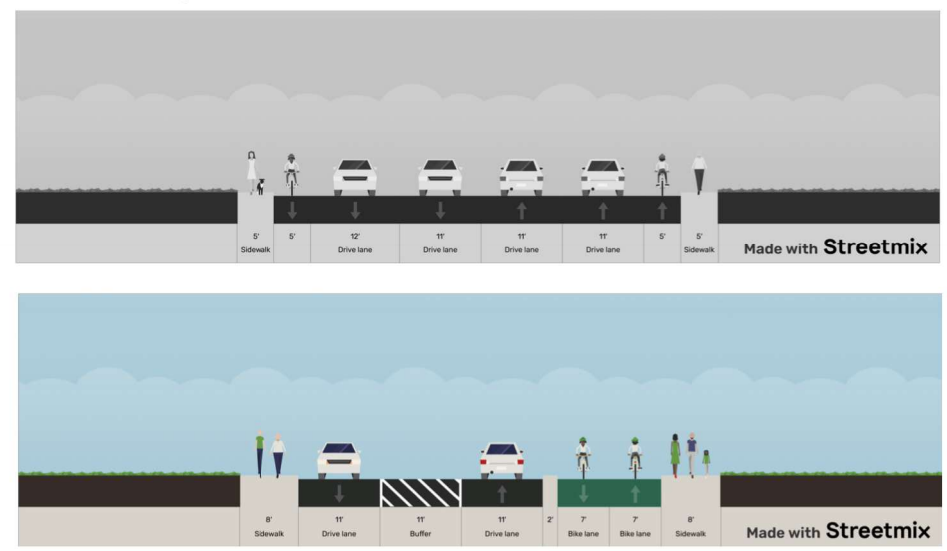 5' 5' 12' 11' 11' 11' 5' 5'
Sidewalk Drive lane Drive lane Drive lane Drive lane Sidewalk
Made with Streetmix
8' 11' 11' 11' 2' 7' 7' 8'
Sidewalk Drive lane Buffer Drive lane Bike lane Bike lane Sidewalk
Made with Streetmix